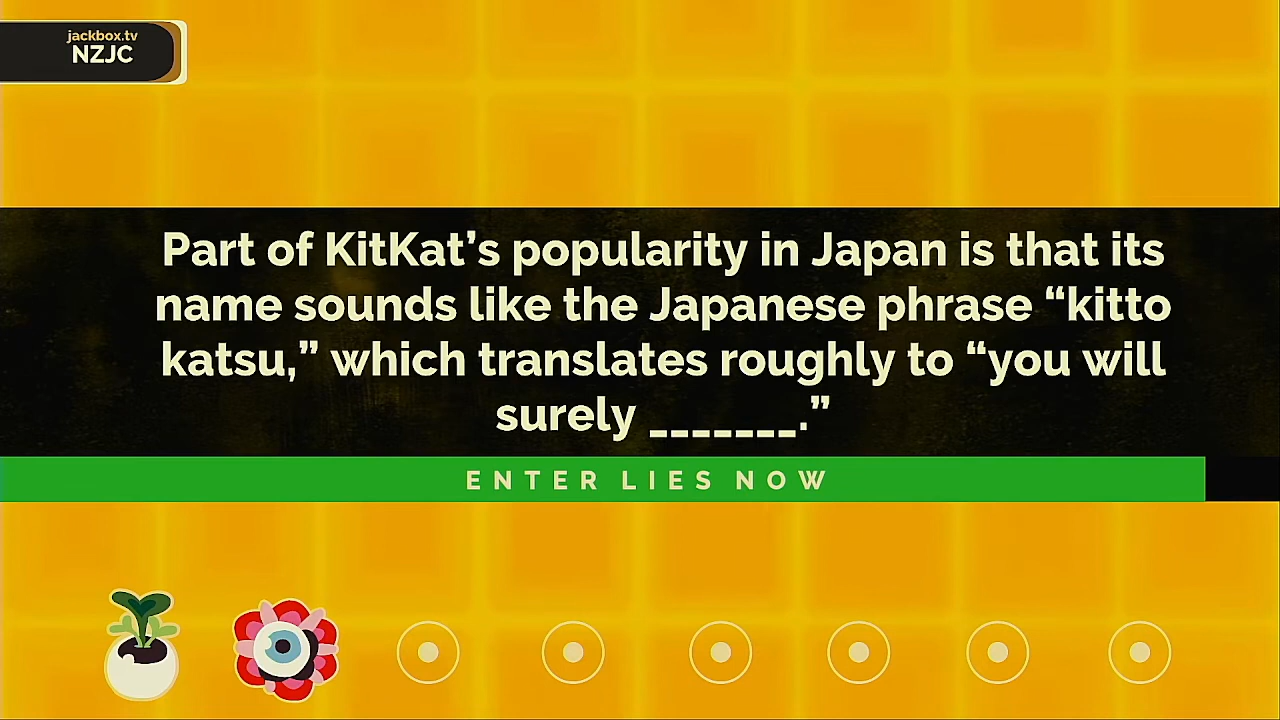 jackbox.tv
NZJC
Part of KitKat’s popularity in Japan is that its
name sounds like the Japanese phrase “kitto
katsu,” which translates roughly to “you will
surely _______.”
ENTER LIES NOW